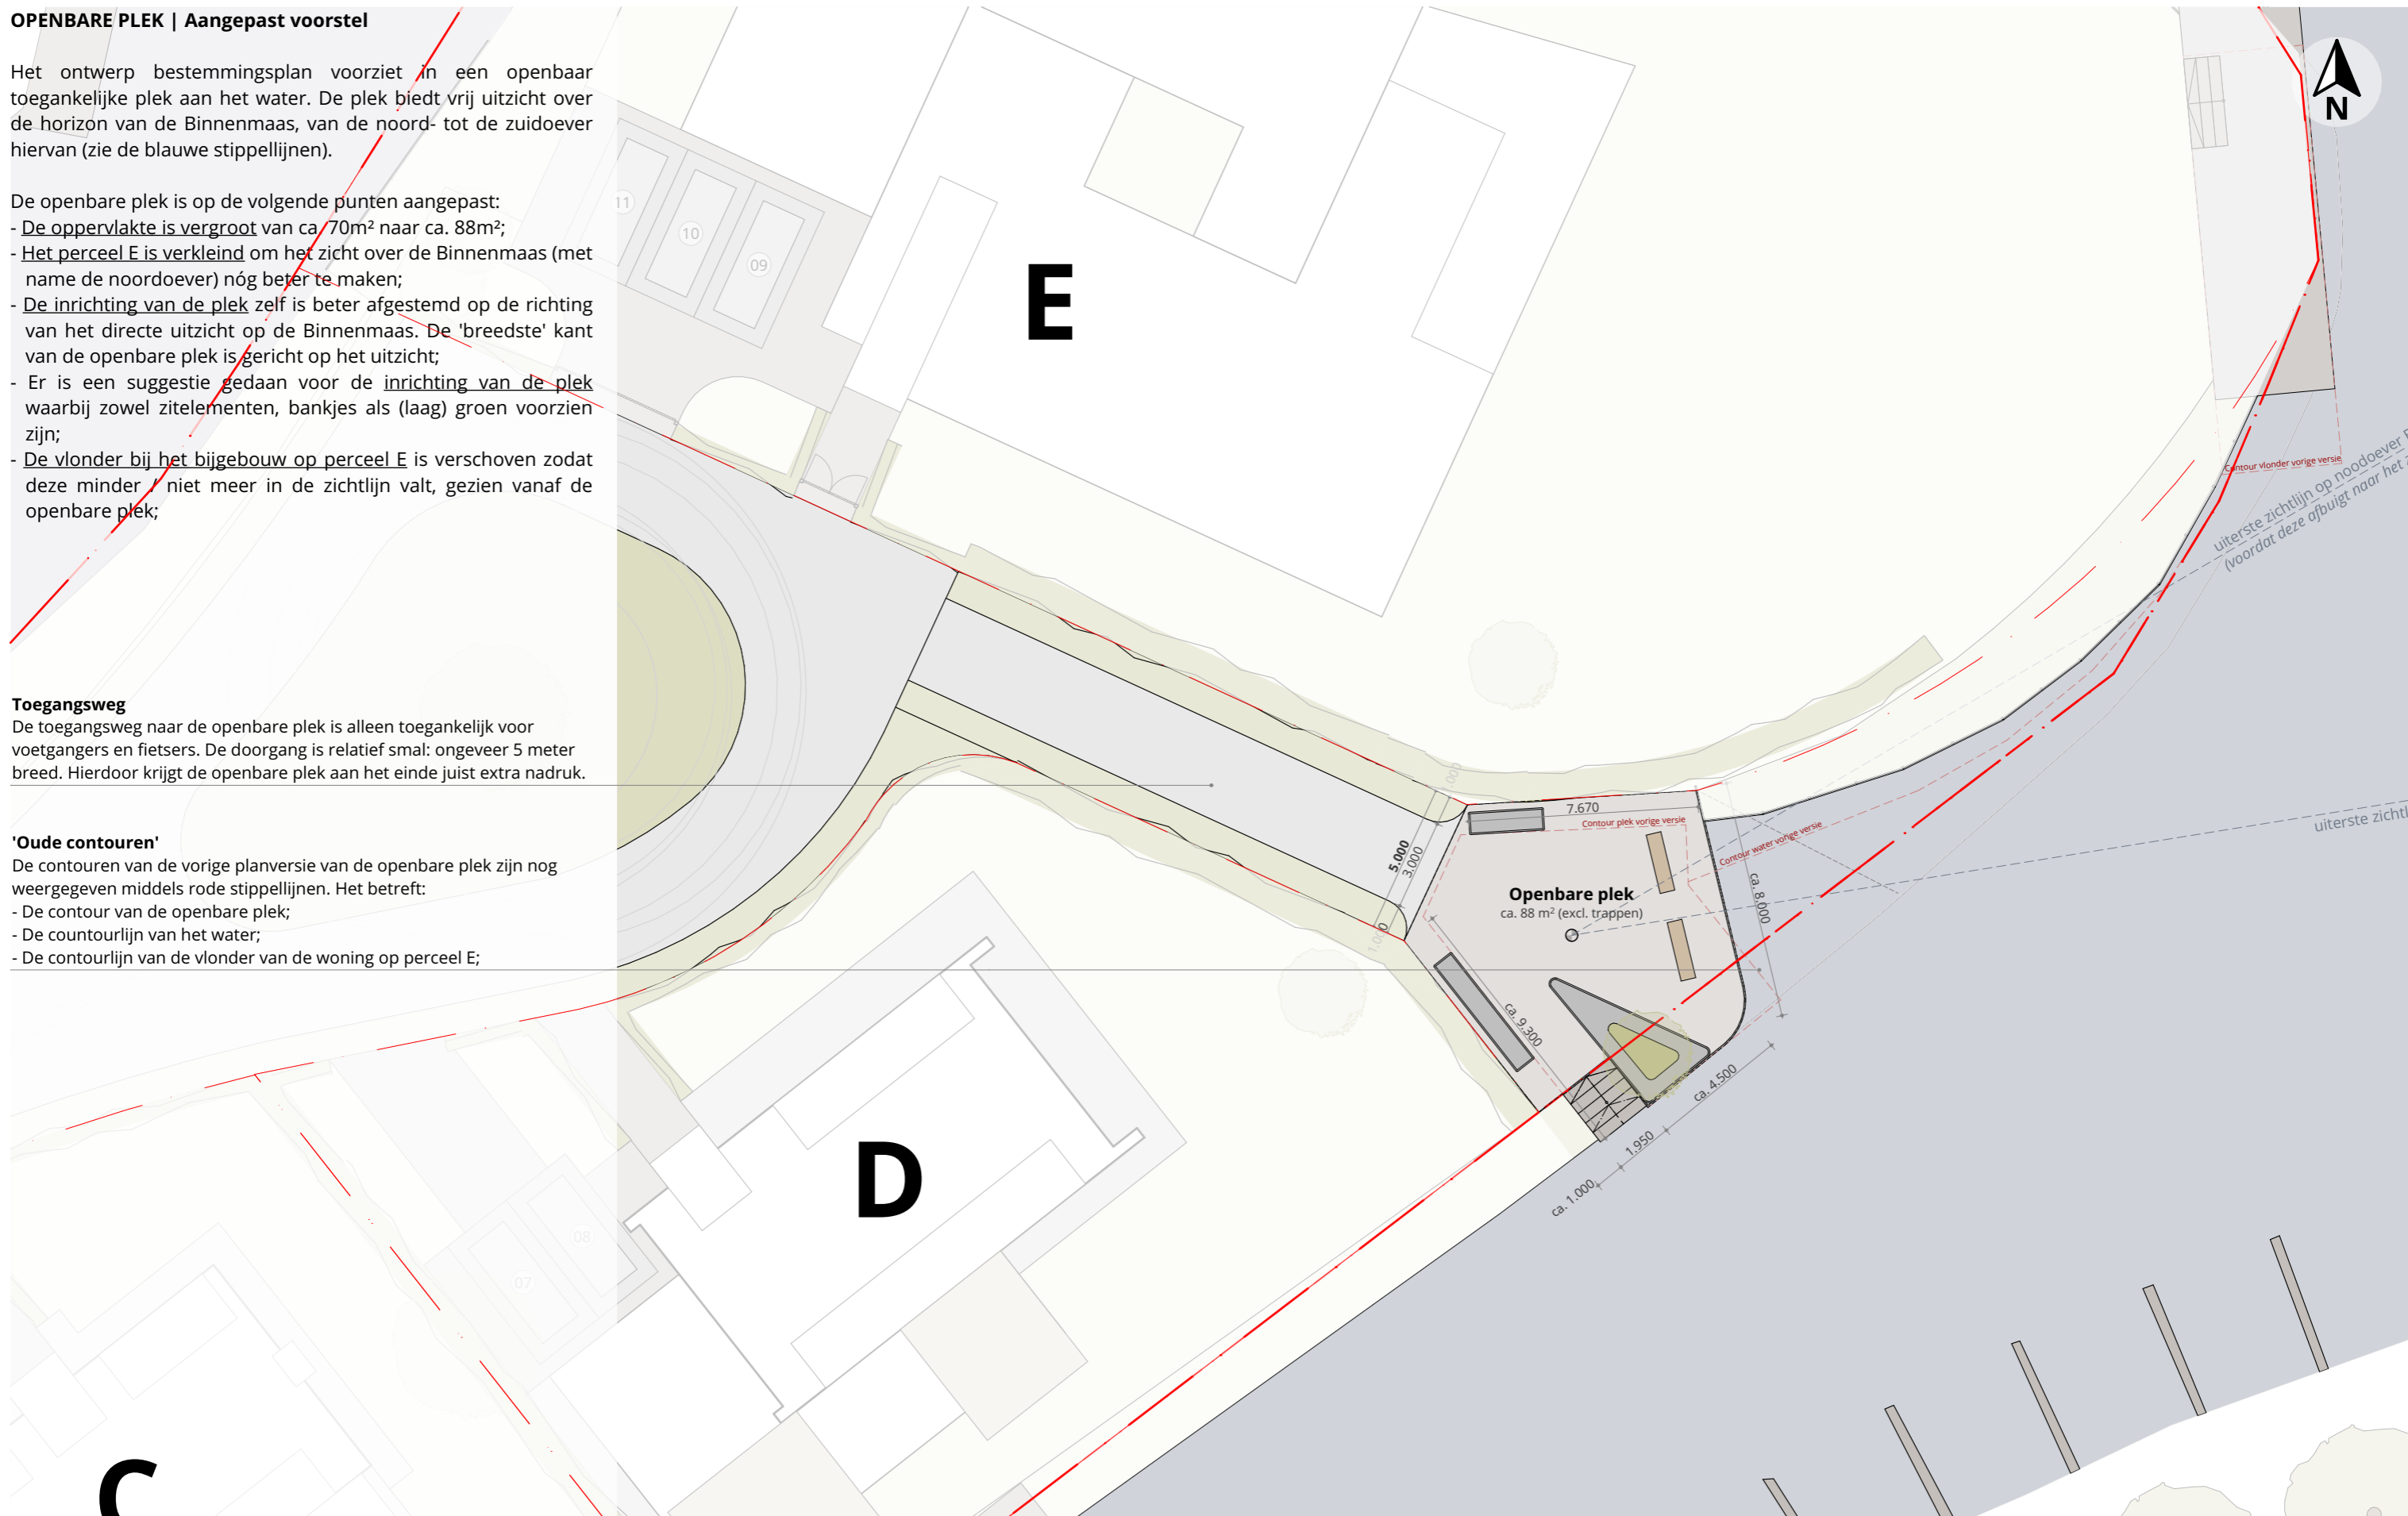 OPENBARE PLEK | Aangepast voorstel
Het ontwerp bestemmingsplan voorziet in een openbaar
toegankelijke plek aan het water. De plek biedt vrij uitzicht over
de horizon van de Binnenmaas, van de noord- tot de zuidoever
hiervan (zie de blauwe stippellijnen).
De openbare plek is op de volgende punten aangepast:
- De oppervlakte is vergroot van ca. 70m² naar ca. 88m²;
- Het perceel E is verkleind om het zicht over de Binnenmaas (met
name de noordoever) nóg beter te maken;
- De inrichting van de plek zelf is beter afgestemd op de richting
van het directe uitzicht op de Binnenmaas. De 'breedste' kant
van de openbare plek is gericht op het uitzicht;
- Er is een suggestie gedaan voor de inrichting van de plek
waarbij zowel zitelementen, bankjes als (laag) groen voorzien
zijn;
- De vlonder bij het bijgebouw op perceel E is verschoven zodat
deze minder / niet meer in de zichtlijn valt, gezien vanaf de
openbare plek;
Toegangsweg
De toegangsweg naar de openbare plek is alleen toegankelijk voor
voetgangers en fietsers. De doorgang is relatief smal: ongeveer 5 meter
breed. Hierdoor krijgt de openbare plek aan het einde juist extra nadruk.
'Oude contouren'
De contouren van de vorige planversie van de openbare plek zijn nog
weergegeven middels rode stippellijnen. Het betreft:
- De contour van de openbare plek;
- De countourlijn van het water;
- De contourlijn van de vlonder van de woning op perceel E;
N
11
10
09
E
Contour vlonder vorige versie
uiterste zichtlijn op noodoever
(voordat deze afbuigt naar het
uiterste
1.000
7.670
Contour plek vorige versie
Contour water vorige versie
5.000
3.000
1.000
Openbare plek
ca. 88 m² (excl. trappen)
ca. 8.000
ca. 9.300
ca. 4.500
1.950
ca. 1.000
D
08
07
C